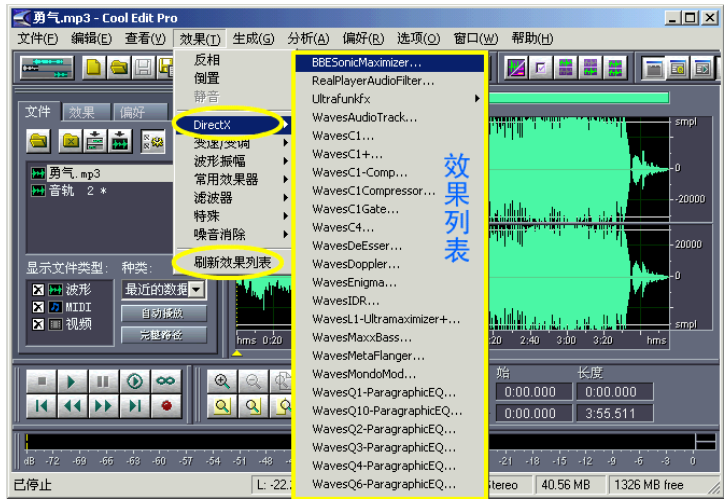 勇气.mp3 - Cool Edit Pro
文件(F) 编辑(E) 查看(V) 效果(T) 生成(G) 分析(A) 偏好(R) 选项(O) 窗口(W) 帮助(H)
反相
倒置
静音
DirectX
变速/变调
波形振幅
常用效果器
滤波器
特殊
噪音消除
刷新效果列表
BBESonicMaximizer...
RealPlayerAudioFilter...
Ultrafunkfx
WavesAudioTrack...
WavesC1...
WavesC1+...
WavesC1-Comp...
WavesC1Compressor...
WavesC1Gate...
WavesC4...
WavesDeEsser...
WavesDoppler...
WavesEnigma...
WavesIDR...
WavesL1-Ultramaximizer+...
WavesMaxxBass...
WavesMetaFlanger...
WavesMondoMod...
WavesQ1-ParagraphicEQ...
WavesQ10-ParagraphicEQ...
WavesQ2-ParagraphicEQ...
WavesQ3-ParagraphicEQ...
WavesQ4-ParagraphicEQ...
WavesQ6-ParagraphicEQ...
效果列表
文件 效果 偏好
勇气.mp3
音轨 2 *
显示文件类型: 种类:
波形 最近的数据
MIDI 自动播放
视频 完整路径
smpl
-0
-20000
-20000
-0
smpl
hms 0:20
:20 2:40 3:00 3:20 hms
始 长度
0:00.000 0:00.000
0:00.000 3:55.511
dB -72 -69 -66 -63 -60 -57 -54 -51 -48
-21 -18 -15 -12 -9 -6 -3 0
已停止 L: -22. Stereo 40.56 MB 1326 MB free